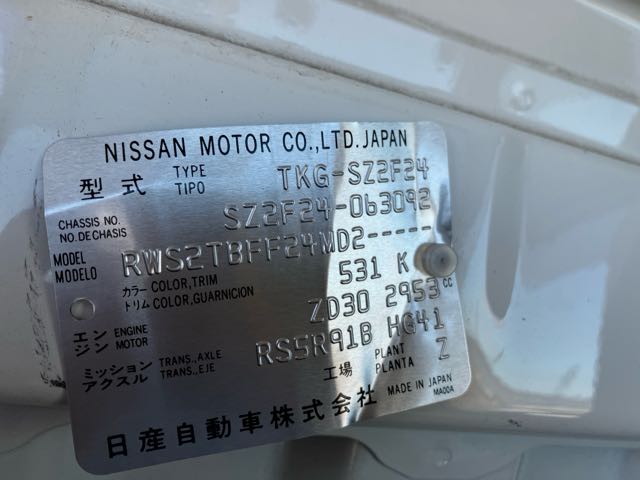 NISSAN MOTOR CO.,LTD.JAPAN
型式 TYPE TIPO TKG-SZ2F24
CHASSIS NO. NO.DE CHASIS SZ2F24-063092
MODEL MODELO RWS2TBFF24MD2-----
カラー COLOR,TRIM トリム COLOR,GUARNICION 531 K
エンジン ENGINE MOTOR ZD30 2953cc
ミッション TRANS.,AXLE アクスル TRANS.,EJE RS5R91B HG41
工場 PLANT PLANTA Z
日産自動車株式会社 MADE IN JAPAN
MA00A